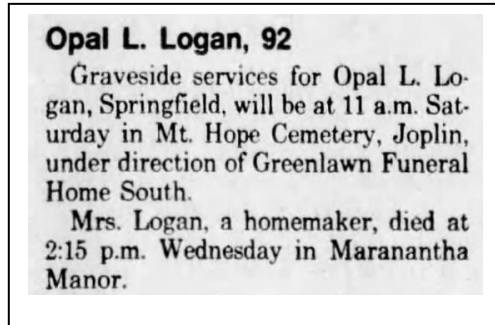 Opal L. Logan, 92
Graveside services for Opal L. Lo-
gan, Springfield, will be at 11 a.m. Sat-
urday in Mt. Hope Cemetery, Joplin,
under direction of Greenlawn Funeral
Home South.
Mrs. Logan, a homemaker, died at
2:15 p.m. Wednesday in Maranantha
Manor.